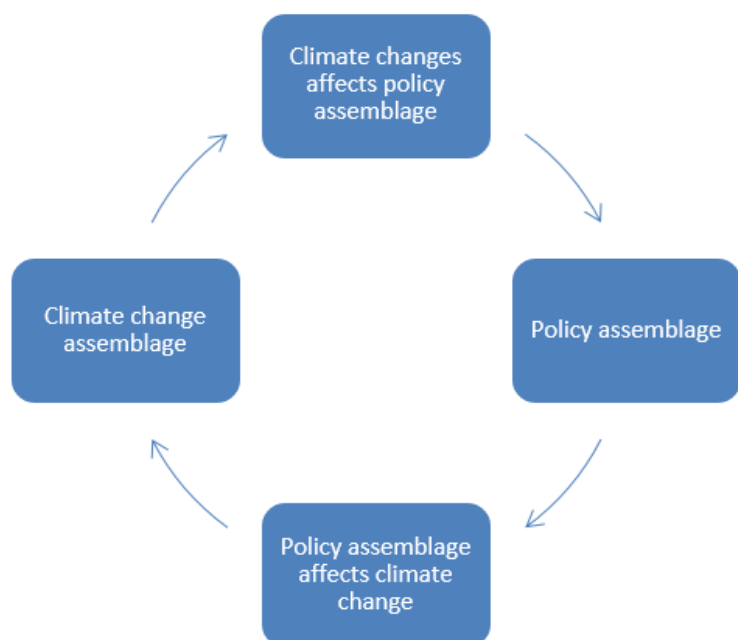 Climate changes
affects policy
assemblage
Climate change
assemblage
Policy assemblage
Policy assemblage
affects climate
change